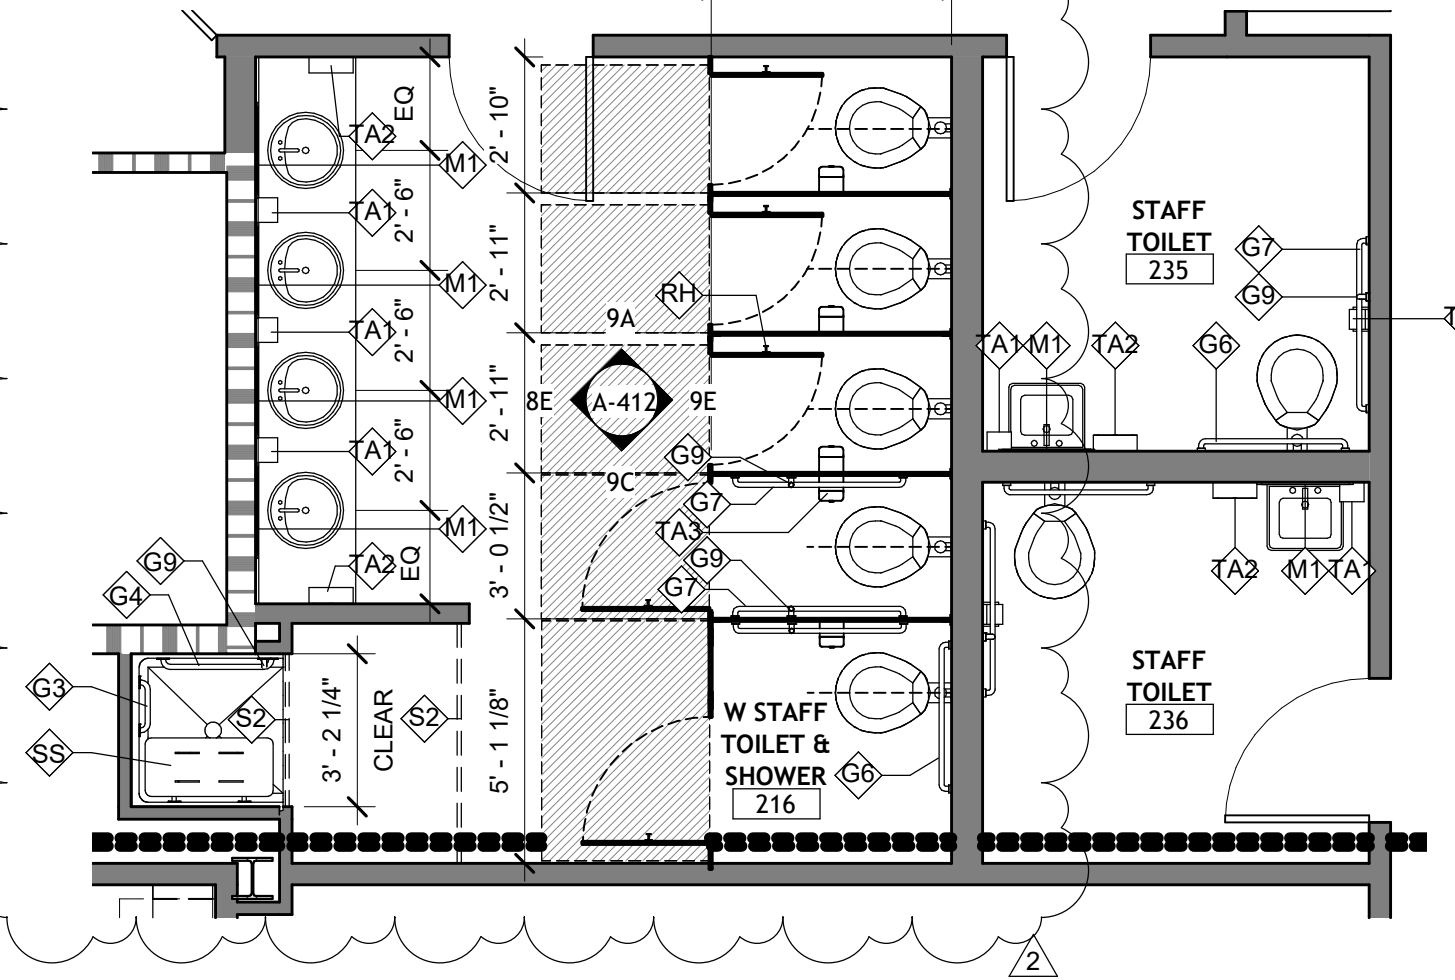 EQ
2' - 10"
TA2
M1
TA1
2' - 6"
2' - 11"
M1
TA1
2' - 6"
9A
RH
8E
A-412
9E
M1
2' - 11"
TA1
2' - 6"
9C
G9
G7
TA3
M1
TA2
EQ
3' - 0 1/2"
G9
G7
G9
G4
G3
S2
SS
3' - 2 1/4"
CLEAR
S2
5' - 1 1/8"
W STAFF
TOILET &
SHOWER
216
G6
STAFF
TOILET
235
G7
G9
TA1
M1
TA2
G6
TA2
M1
TA1
STAFF
TOILET
236
2